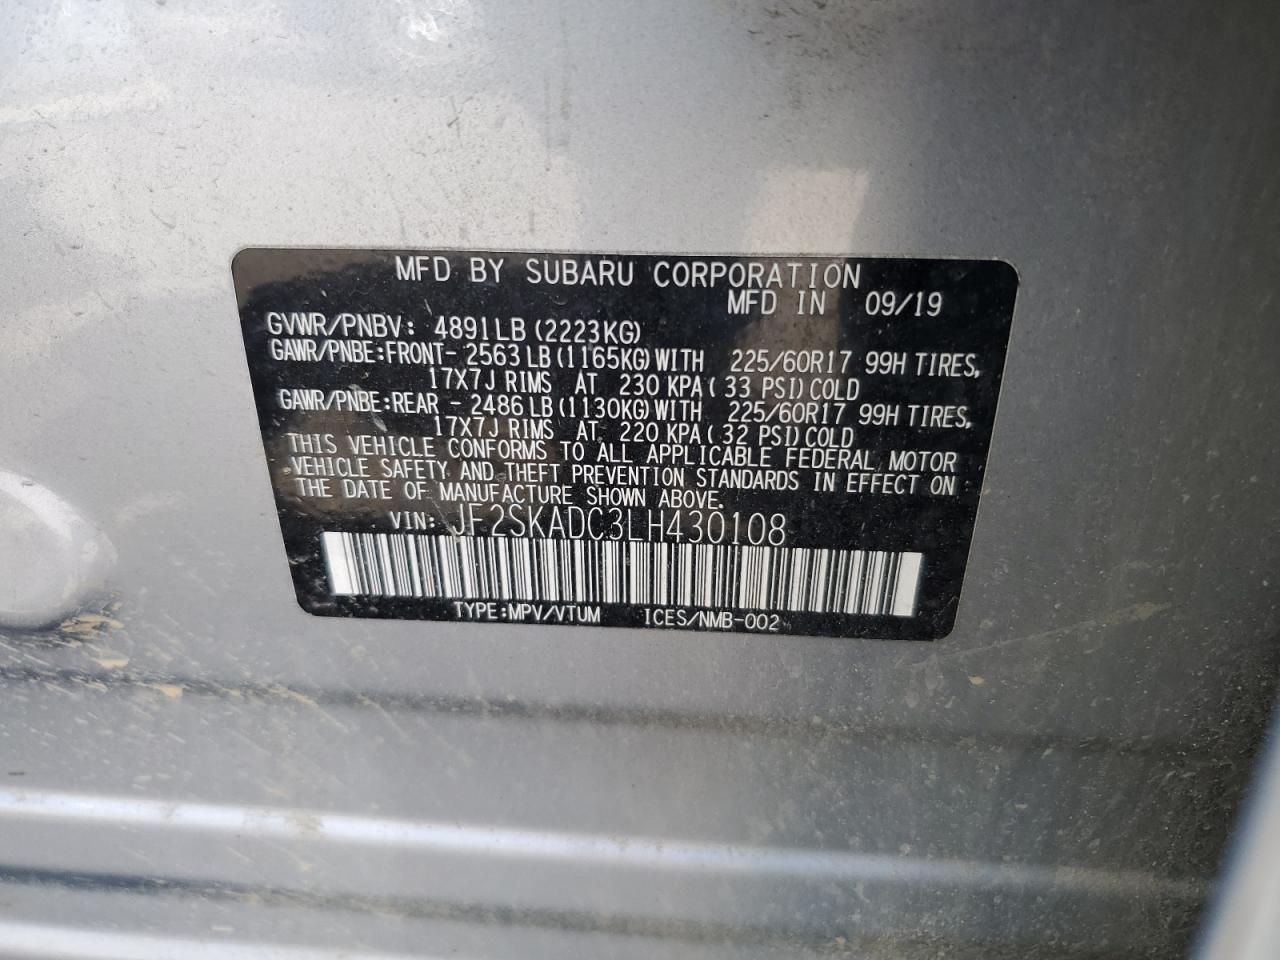 MFD BY SUBARU CORPORATION
MFD IN 09/19
GVWR/PNBV: 4891LB (2223KG)
GAWR/PNBE:FRONT- 2563 LB (1165KG) WITH 225/60R17 99H TIRES,
17X7J RIMS AT 230 KPA( 33 PSI) COLD
GAWR/PNBE:REAR - 2486 LB (1130KG) WITH 225/60R17 99H TIRES,
17X7J RIMS AT 220 KPA( 32 PSI) COLD
THIS VEHICLE CONFORMS TO ALL APPLICABLE FEDERAL MOTOR
VEHICLE SAFETY AND THEFT PREVENTION STANDARDS IN EFFECT ON
THE DATE OF MANUFACTURE SHOWN ABOVE.
VIN: JF2SKADC3LH430108
TYPE:MPV/VTUM ICES/NMB-002